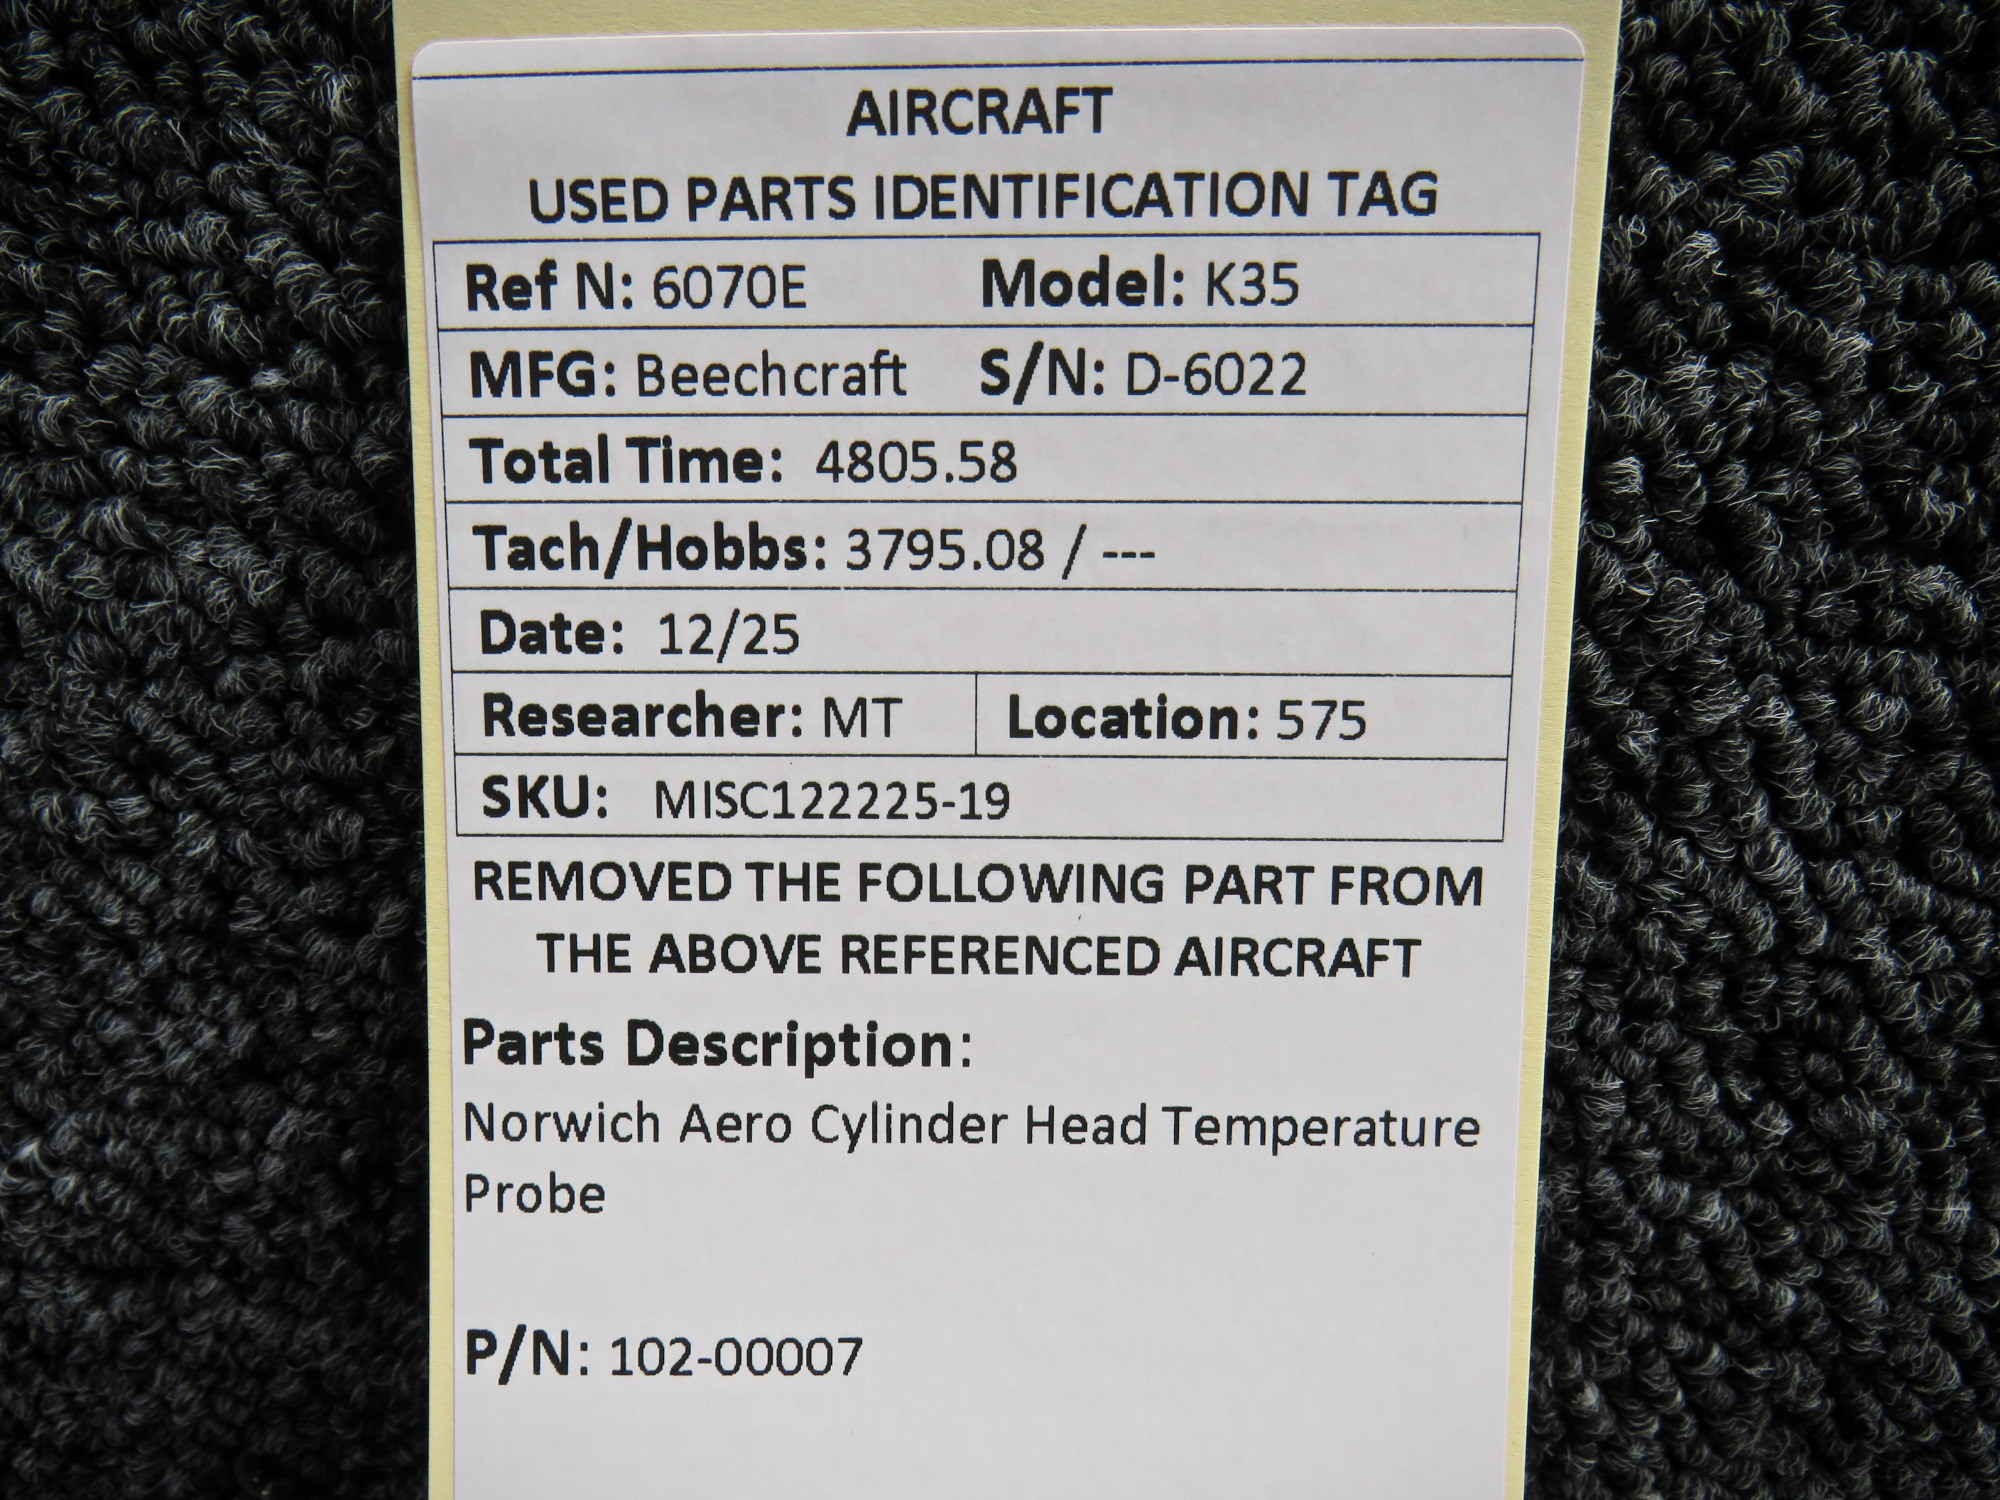 AIRCRAFT
USED PARTS IDENTIFICATION TAG
Ref N: 6070E Model: K35
MFG: Beechcraft S/N: D-6022
Total Time: 4805.58
Tach/Hobbs: 3795.08 / ---
Date: 12/25
Researcher: MT Location: 575
SKU: MISC122225-19
REMOVED THE FOLLOWING PART FROM
THE ABOVE REFERENCED AIRCRAFT
Parts Description:
Norwich Aero Cylinder Head Temperature
Probe
P/N: 102-00007